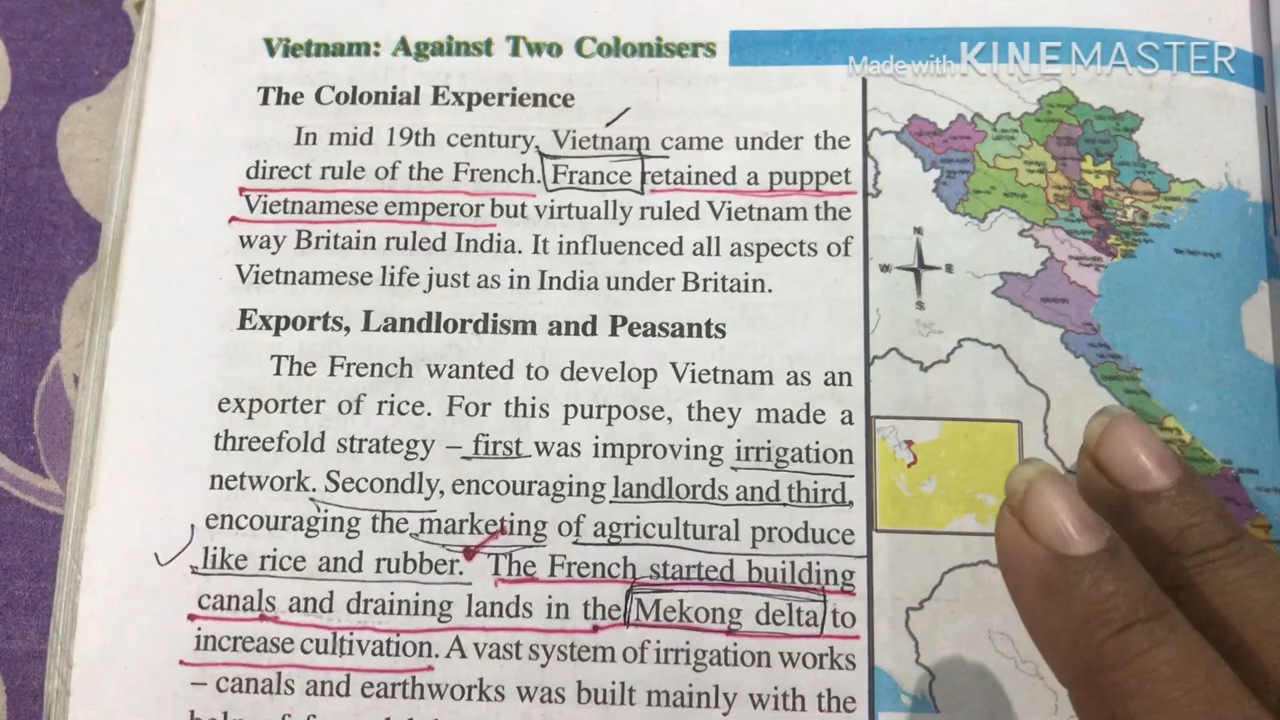 Vietnam: Against Two Colonisers
Made with KINEMASTER
The Colonial Experience
In mid 19th century, Vietnam came under the
direct rule of the French. France retained a puppet
Vietnamese emperor but virtually ruled Vietnam the
way Britain ruled India. It influenced all aspects of
Vietnamese life just as in India under Britain.
Exports, Landlordism and Peasants
The French wanted to develop Vietnam as an
exporter of rice. For this purpose, they made a
threefold strategy – first was improving irrigation
network. Secondly, encouraging landlords and third,
encouraging the marketing of agricultural produce
like rice and rubber. The French started building
canals and draining lands in the Mekong delta to
increase cultivation. A vast system of irrigation works
– canals and earthworks was built mainly with the
N
W E
S